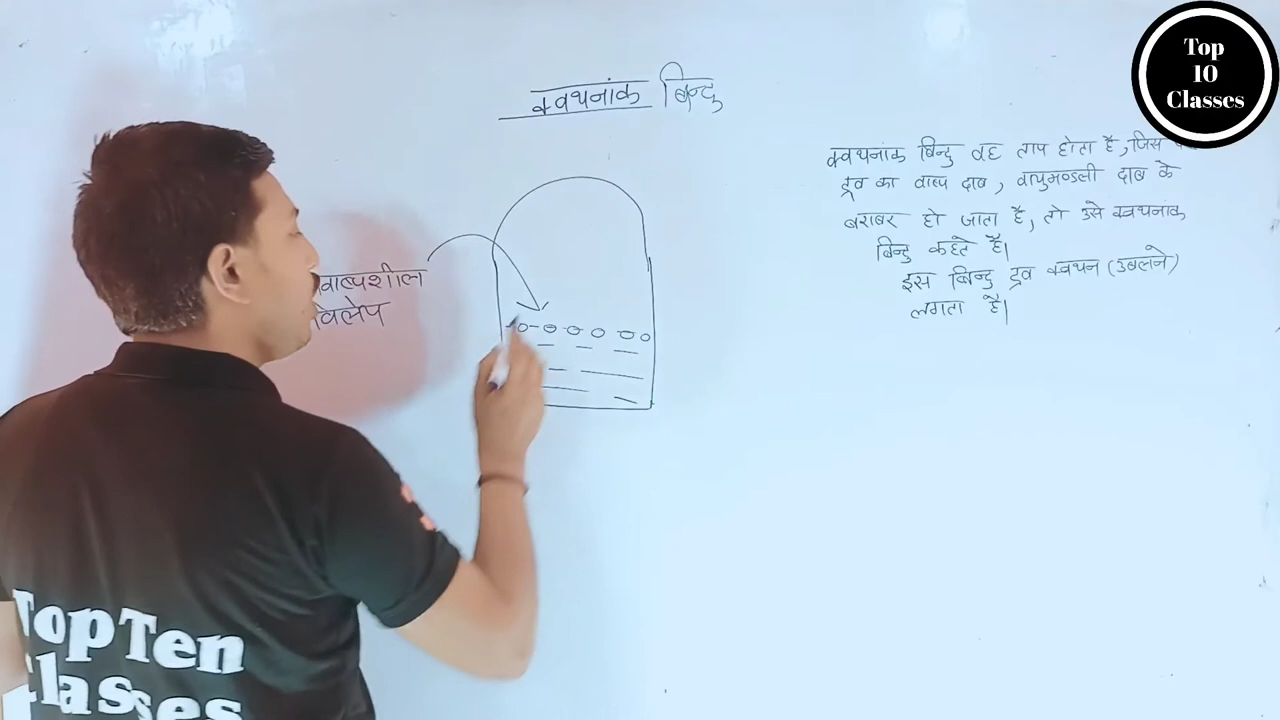 Top
10
Classes
क्वथनांक बिन्दु
क्वथनांक बिन्दु वह ताप होता है, जिस
द्रव का वाष्प दाब, वायुमण्डली दाब के
बराबर हो जाता है, तो उसे क्वथनांक
बिन्दु कहते हैं।
इस बिन्दु द्रव क्वथन (उबलने)
लगता है।
वाष्पशील
विलेय
TopTen
Classes